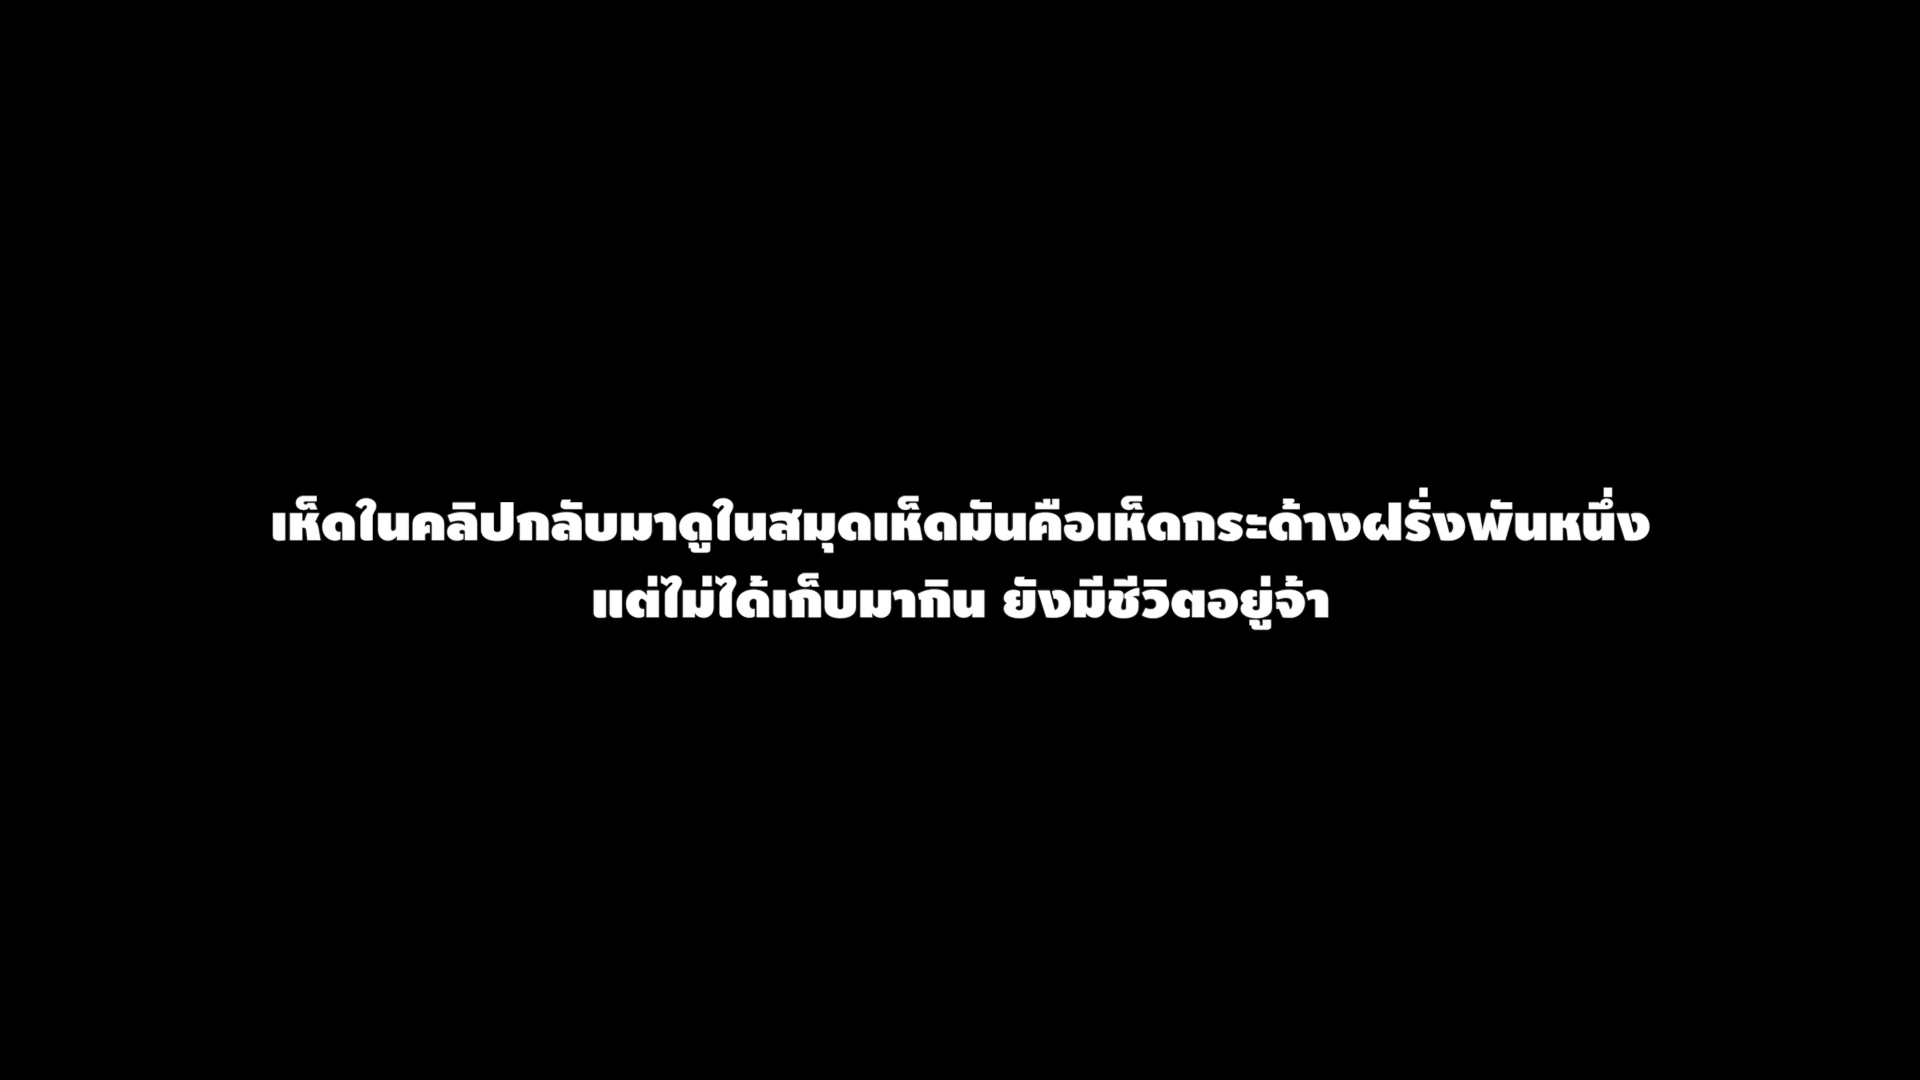 เห็ดในคลิปกลับมาดูในสมุดเห็ดมันคือเห็ดกระด้างฝรั่งพันหนึ่ง
แต่ไม่ได้เก็บมากิน ยังมีชีวิตอยู่จ้า